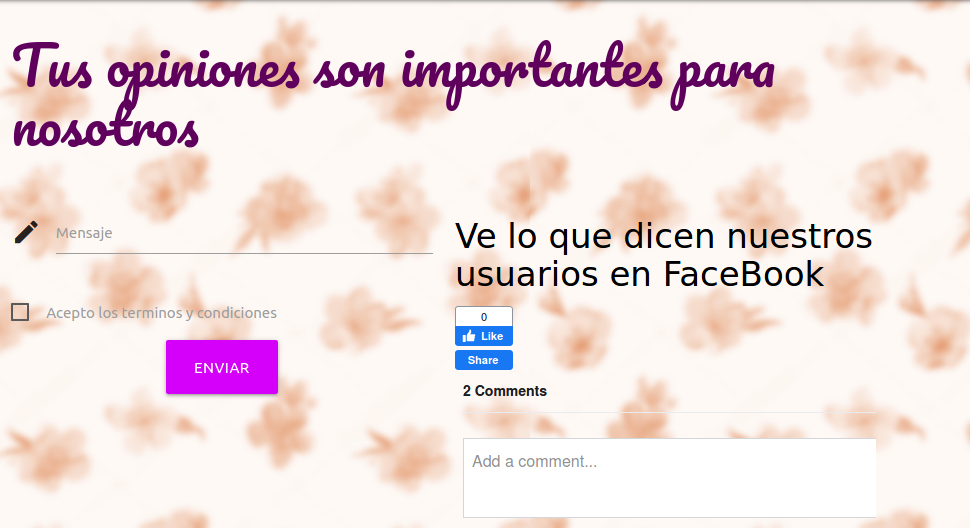 Tus opiniones son importantes para
nosotros
Mensaje
Acepto los terminos y condiciones
ENVIAR
Ve lo que dicen nuestros
usuarios en FaceBook
0
Like
Share
2 Comments
Add a comment...